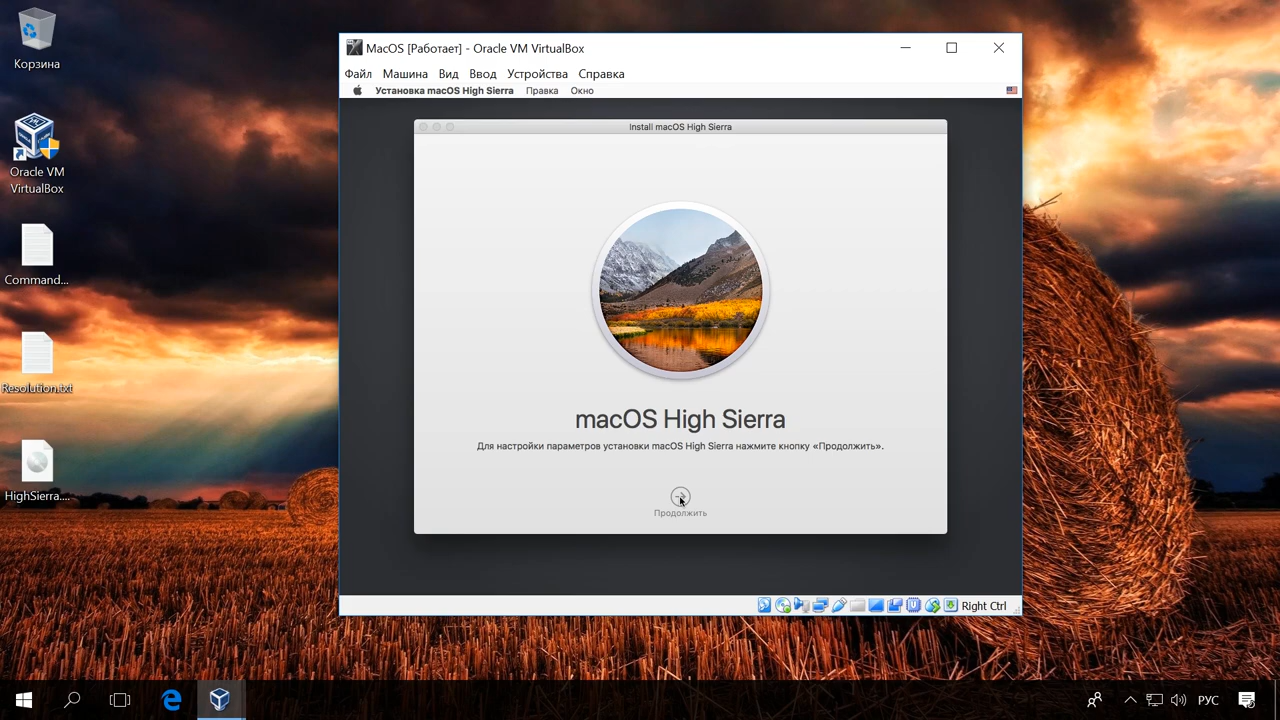 Корзина
Oracle VM
VirtualBox
Command...
Resolution.txt
HighSierra....
MacOS [Работает] - Oracle VM VirtualBox
Файл Машина Вид Ввод Устройства Справка
Установка macOS High Sierra Правка Окно
Install macOS High Sierra
macOS High Sierra
Для настройки параметров установки macOS High Sierra нажмите кнопку «Продолжить».
Продолжить
Right Ctrl
РУС